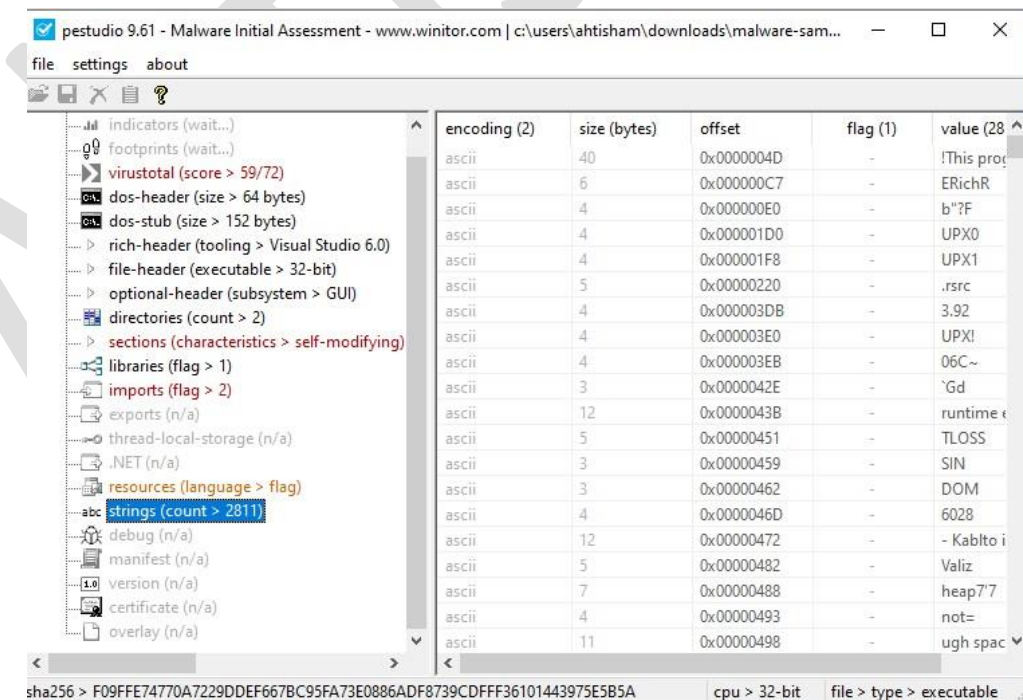 pestudio 9.61 - Malware Initial Assessment - www.winitor.com | c:\users\ahtisham\downloads\malware-sam...
file settings about
indicators (wait...)
footprints (wait...)
virustotal (score > 59/72)
dos-header (size > 64 bytes)
dos-stub (size > 152 bytes)
rich-header (tooling > Visual Studio 6.0)
file-header (executable > 32-bit)
optional-header (subsystem > GUI)
directories (count > 2)
sections (characteristics > self-modifying)
libraries (flag > 1)
imports (flag > 2)
exports (n/a)
thread-local-storage (n/a)
.NET (n/a)
resources (language > flag)
abc strings (count > 2811)
debug (n/a)
manifest (n/a)
1.0 version (n/a)
certificate (n/a)
overlay (n/a)
encoding (2) size (bytes) offset flag (1) value (28
ascii 40 0x0000004D - !This prog
ascii 6 0x000000C7 - ERichR
ascii 4 0x000000E0 - b"?F
ascii 4 0x000001D0 - UPX0
ascii 4 0x000001F8 - UPX1
ascii 5 0x00000220 - .rsrc
ascii 4 0x000003DB - 3.92
ascii 4 0x000003E0 - UPX!
ascii 4 0x000003EB - 06C~
ascii 3 0x0000042E - `Gd
ascii 12 0x0000043B - runtime e
ascii 5 0x00000451 - TLOSS
ascii 3 0x00000459 - SIN
ascii 3 0x00000462 - DOM
ascii 4 0x0000046D - 6028
ascii 12 0x00000472 - - Kablto i
ascii 5 0x00000482 - Valiz
ascii 7 0x00000488 - heap7'7
ascii 4 0x00000493 - not=
ascii 11 0x00000498 - ugh spac
sha256 > F09FFE74770A7229DDEF667BC95FA73E0886ADF8739CDFFF36101443975E5B5A cpu > 32-bit file > type > executable